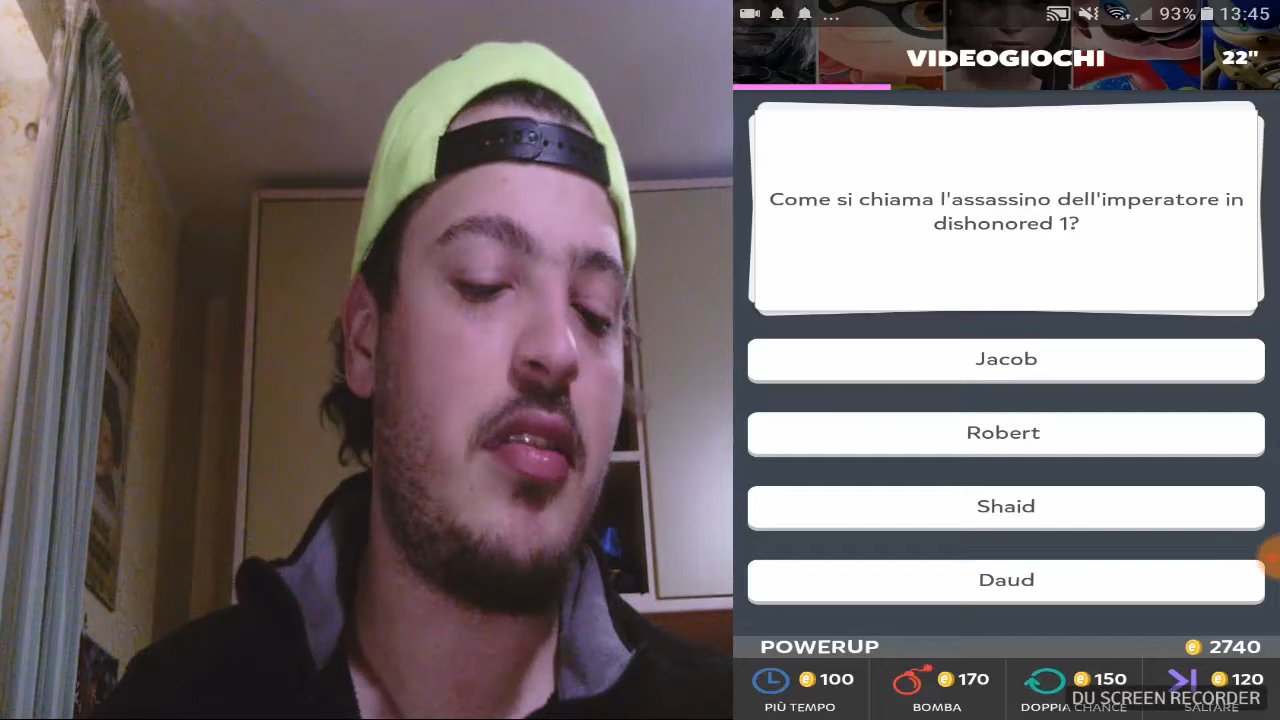 ... 93% 13:45
VIDEOGIOCHI 22"
Come si chiama l'assassino dell'imperatore in
dishonored 1?
Jacob
Robert
Shaid
Daud
POWERUP 2740
100 170 150 120
PIÙ TEMPO BOMBA DOPPIA CHANCE SALTARE
DU SCREEN RECORDER